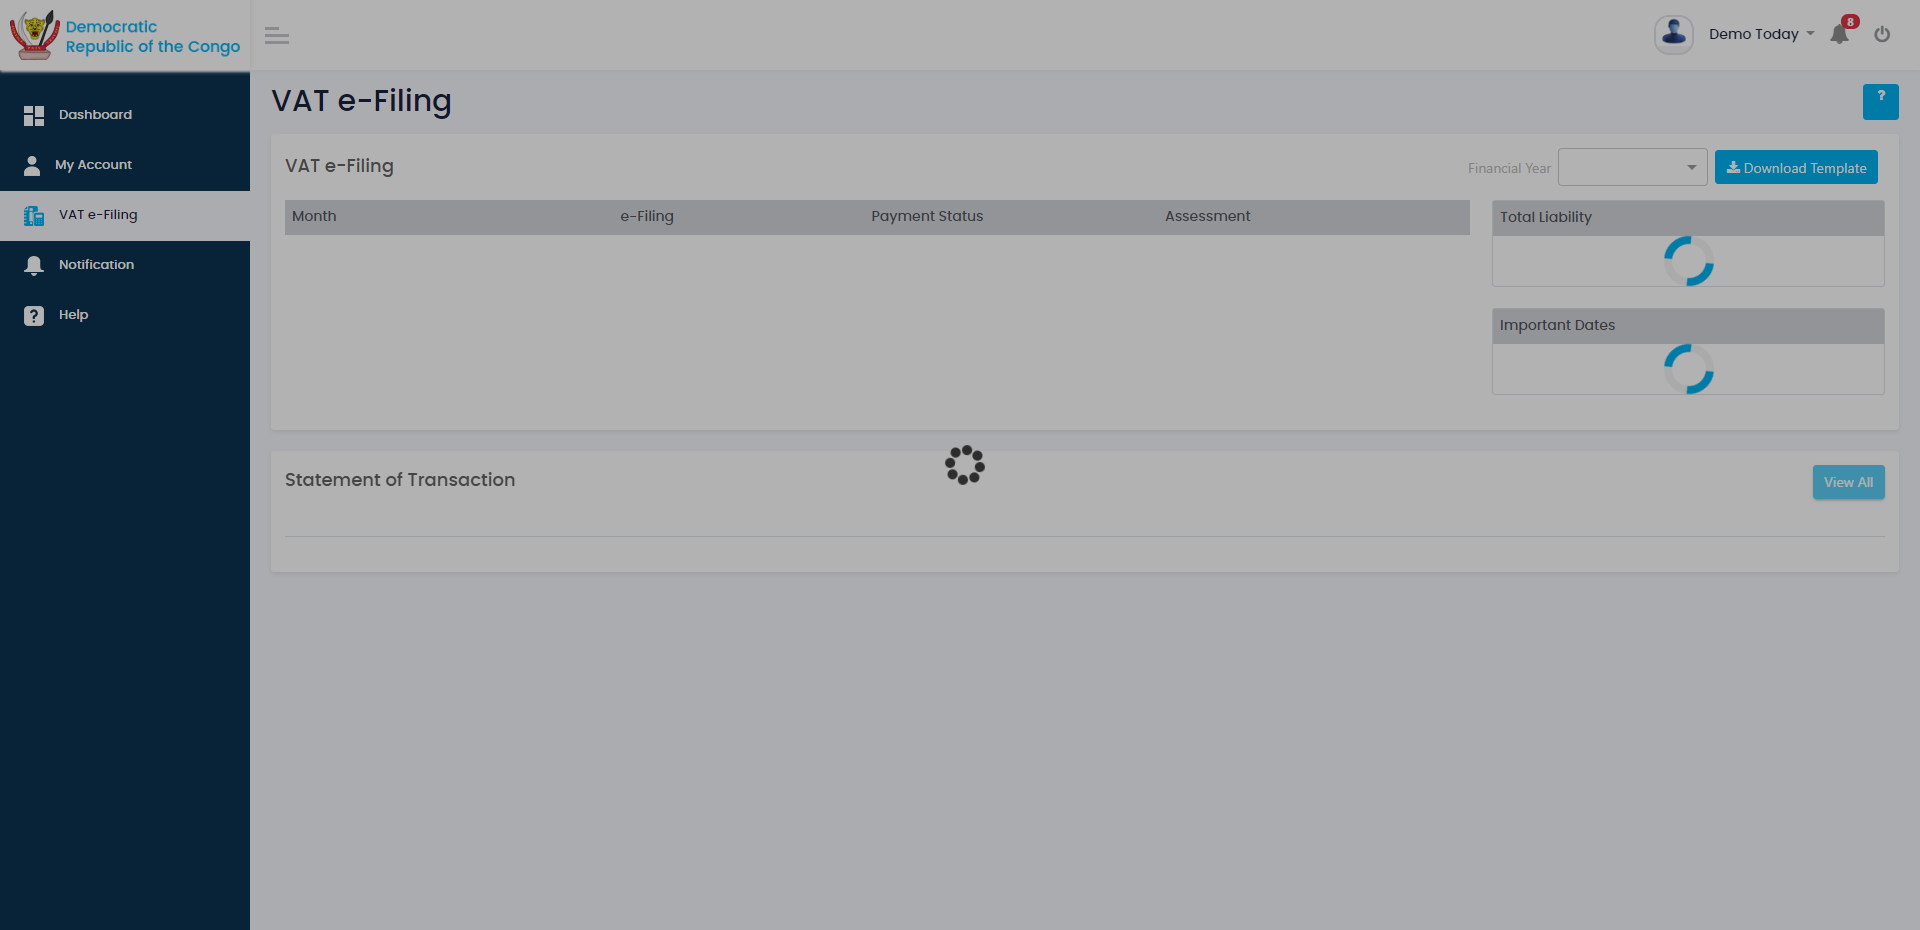 Democratic
Republic of the Congo
Demo Today
8
Dashboard
My Account
VAT e-Filing
Notification
Help
VAT e-Filing
?
VAT e-Filing
Financial Year
Download Template
Month e-Filing Payment Status Assessment
Total Liability
Important Dates
Statement of Transaction
View All